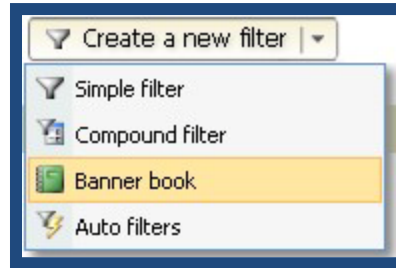 Create a new filter
Simple filter
Compound filter
Banner book
Auto filters